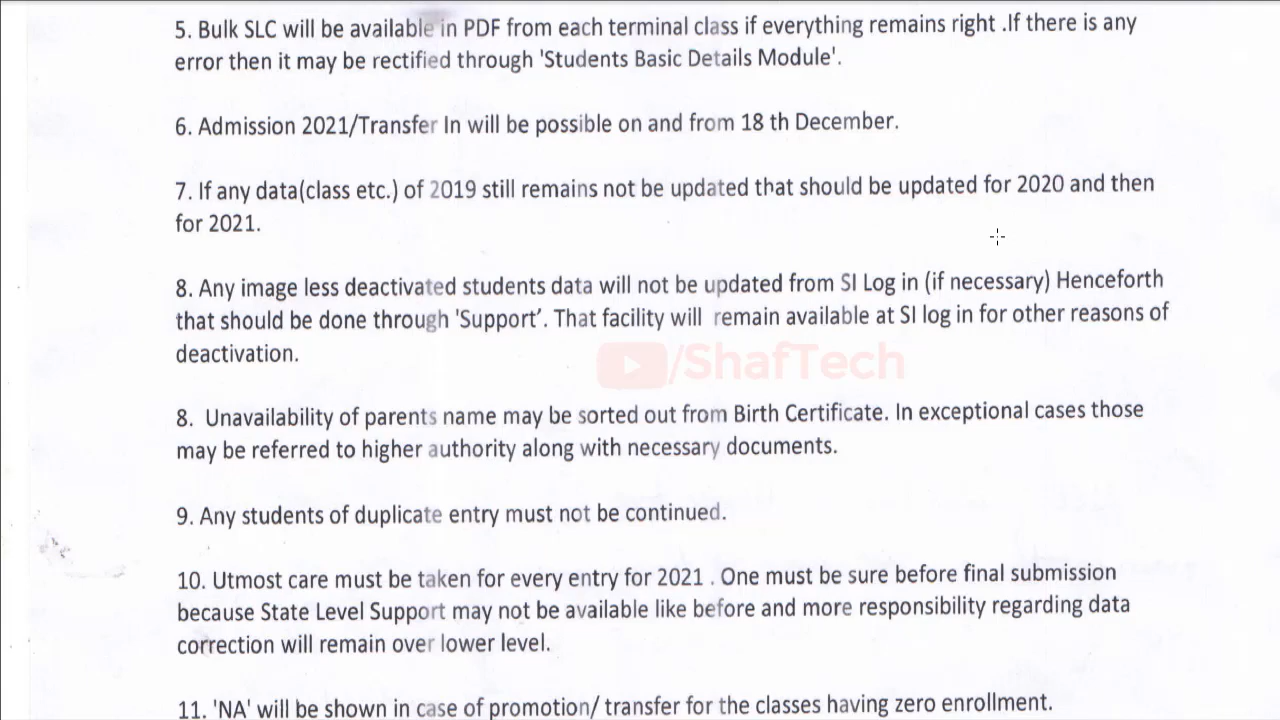 5. Bulk SLC will be available in PDF from each terminal class if everything remains right .If there is any
error then it may be rectified through 'Students Basic Details Module'.
6. Admission 2021/Transfer In will be possible on and from 18 th December.
7. If any data(class etc.) of 2019 still remains not be updated that should be updated for 2020 and then
for 2021.
8. Any image less deactivated students data will not be updated from SI Log in (if necessary) Henceforth
that should be done through 'Support'. That facility will remain available at SI log in for other reasons of
deactivation.
/ShafTech
8. Unavailability of parents name may be sorted out from Birth Certificate. In exceptional cases those
may be referred to higher authority along with necessary documents.
9. Any students of duplicate entry must not be continued.
10. Utmost care must be taken for every entry for 2021 . One must be sure before final submission
because State Level Support may not be available like before and more responsibility regarding data
correction will remain over lower level.
11. 'NA' will be shown in case of promotion/ transfer for the classes having zero enrollment.